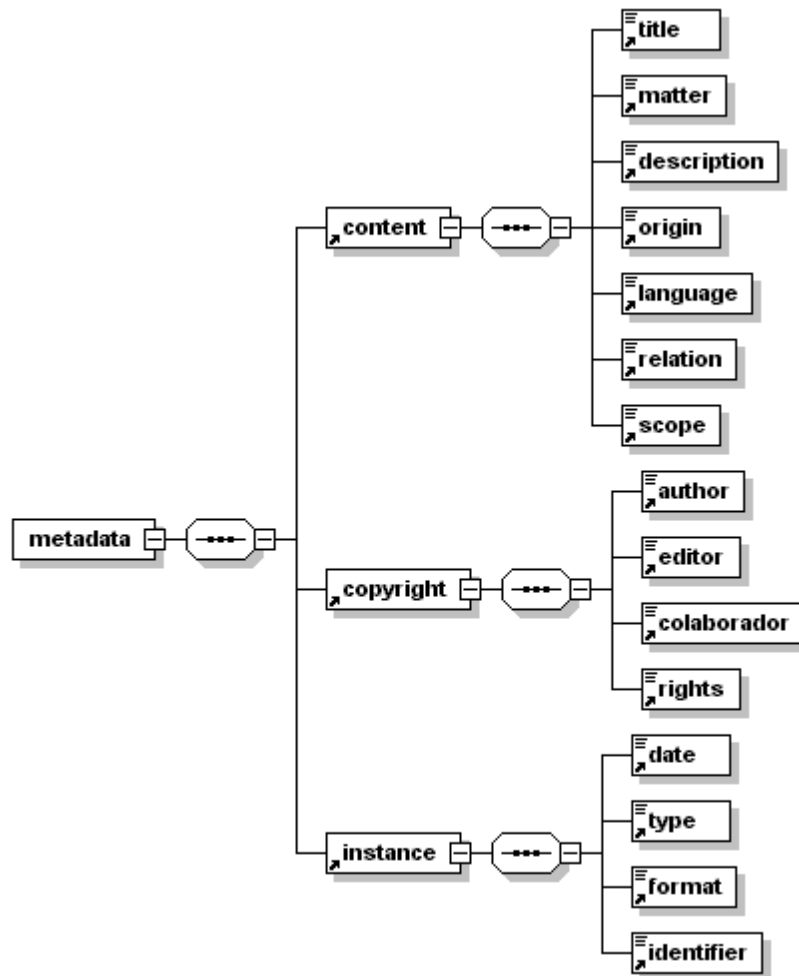 title
matter
description
content
origin
language
relation
scope
author
metadata
editor
copyright
colaborador
rights
date
type
instance
format
identifier